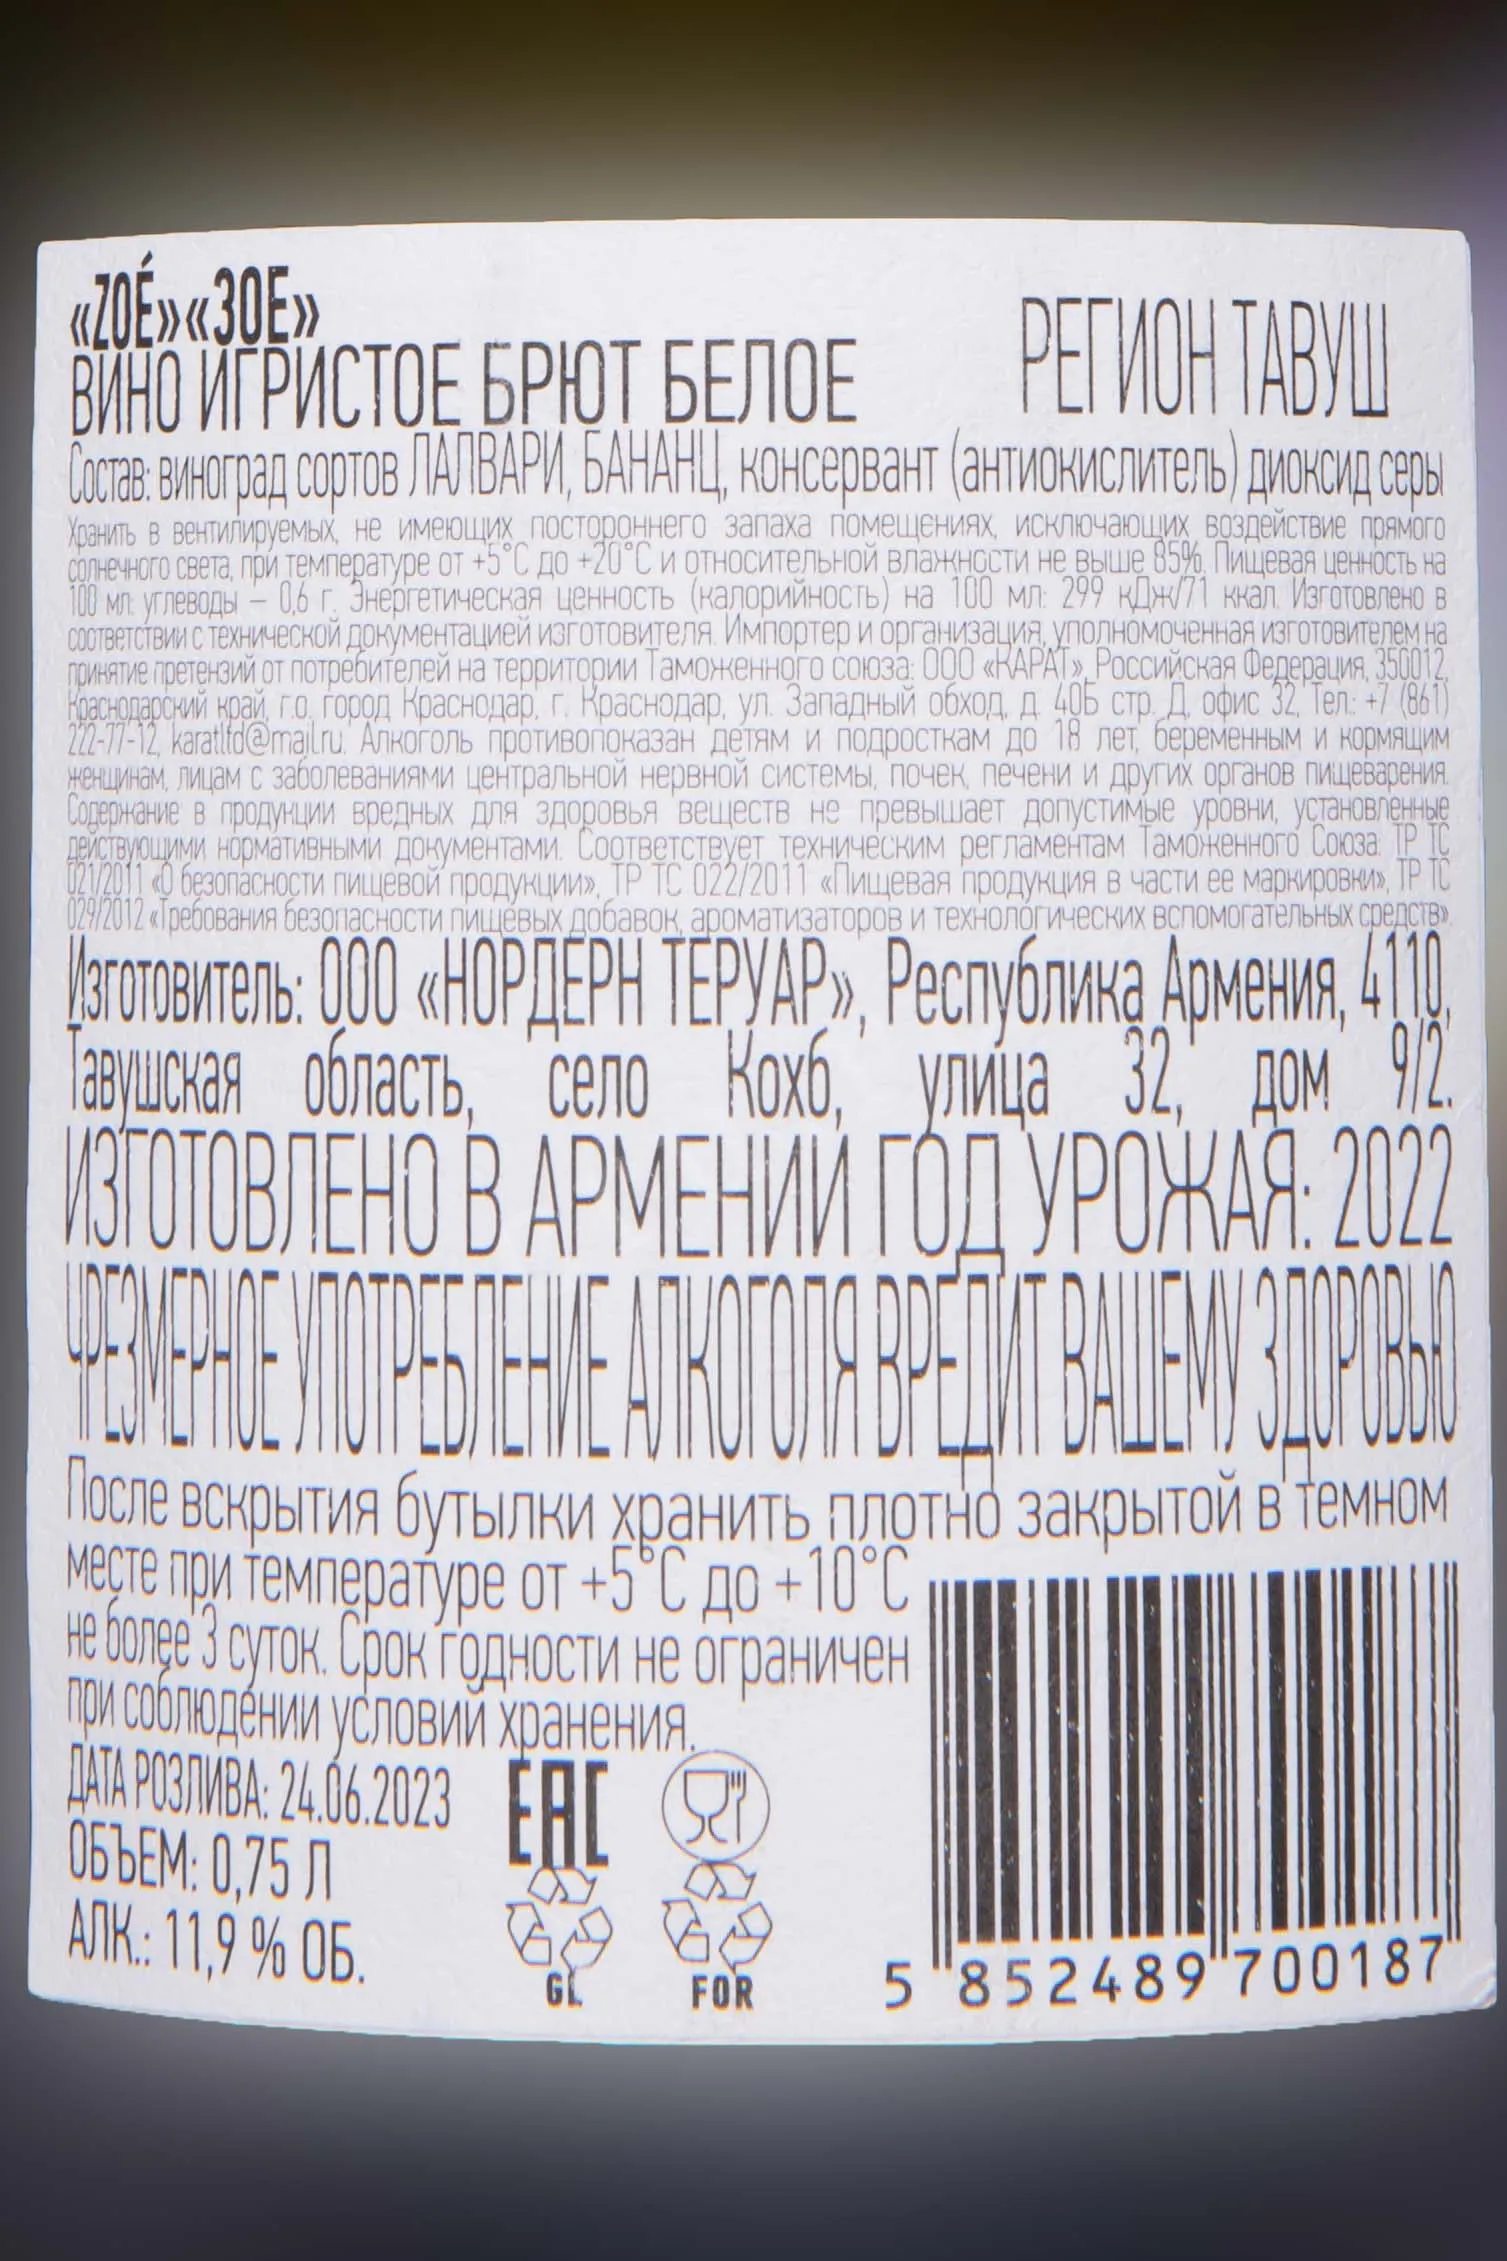 «ZOÉ» «ЗОЕ»
ВИНО ИГРИСТОЕ БРЮТ БЕЛОЕ
РЕГИОН ТАВУШ
Состав: виноград сортов ЛАЛВАРИ, БАНАНЦ, консервант (антиокислитель) диоксид серы
Хранить в вентилируемых, не имеющих постороннего запаха помещениях, исключающих воздействие прямого
солнечного света, при температуре от +5°С до +20°С и относительной влажности не выше 85%. Пищевая ценность на
100 мл: углеводы – 0,6 г. Энергетическая ценность (калорийность) на 100 мл: 299 кДж/71 ккал. Изготовлено в
соответствии с технической документацией изготовителя. Импортер и организация, уполномоченная изготовителем на
принятие претензий от потребителей на территории Таможенного союза: ООО «КАРАТ», Российская Федерация, 350012,
Краснодарский край, г.о. город Краснодар, г. Краснодар, ул. Западный обход, д. 40Б стр. Д, офис 32, Тел.: +7 (861)
222-77-12, karatltd@mail.ru. Алкоголь противопоказан детям и подросткам до 18 лет, беременным и кормящим
женщинам, лицам с заболеваниями центральной нервной системы, почек, печени и других органов пищеварения.
Содержание в продукции вредных для здоровья веществ не превышает допустимые уровни, установленные
действующими нормативными документами. Соответствует техническим регламентам Таможенного Союза: ТР ТС
021/2011 «О безопасности пищевой продукции», ТР ТС 022/2011 «Пищевая продукция в части ее маркировки», ТР ТС
029/2012 «Требования безопасности пищевых добавок, ароматизаторов и технологических вспомогательных средств».
Изготовитель: ООО «НОРДЕРН ТЕРУАР», Республика Армения, 4110,
Тавушская область, село Кохб, улица 32, дом 9/2.
ИЗГОТОВЛЕНО В АРМЕНИИ ГОД УРОЖАЯ: 2022
ЧРЕЗМЕРНОЕ УПОТРЕБЛЕНИЕ АЛКОГОЛЯ ВРЕДИТ ВАШЕМУ ЗДОРОВЬЮ
После вскрытия бутылки хранить плотно закрытой в темном
месте при температуре от +5°С до +10°С
не более 3 суток. Срок годности не ограничен
при соблюдении условий хранения.
ДАТА РОЗЛИВА: 24.06.2023
ОБЪЕМ: 0,75 Л
АЛК.: 11,9 % ОБ.
EAC
GL
FOR
5 852489 700187